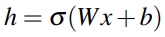 h = σ(Wx + b)